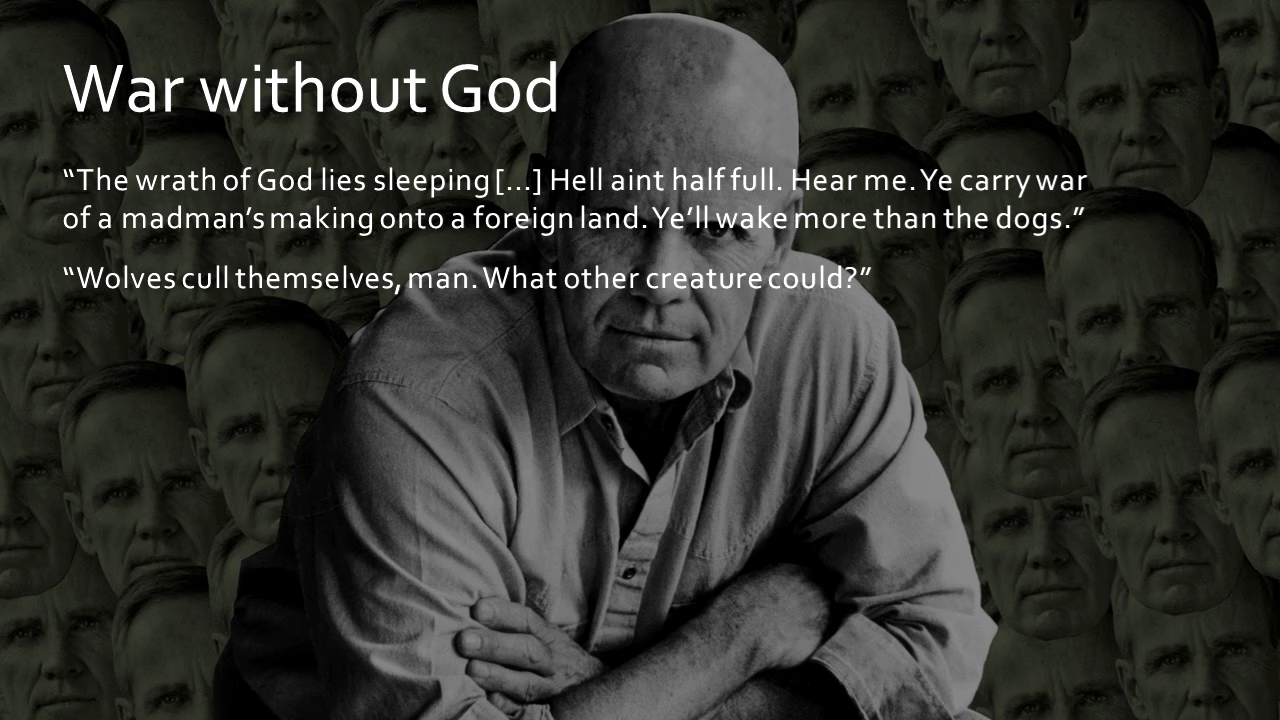 War without God
“The wrath of God lies sleeping […] Hell aint half full. Hear me. Ye carry war
of a madman’s making onto a foreign land. Ye’ll wake more than the dogs.”
“Wolves cull themselves, man. What other creature could?”